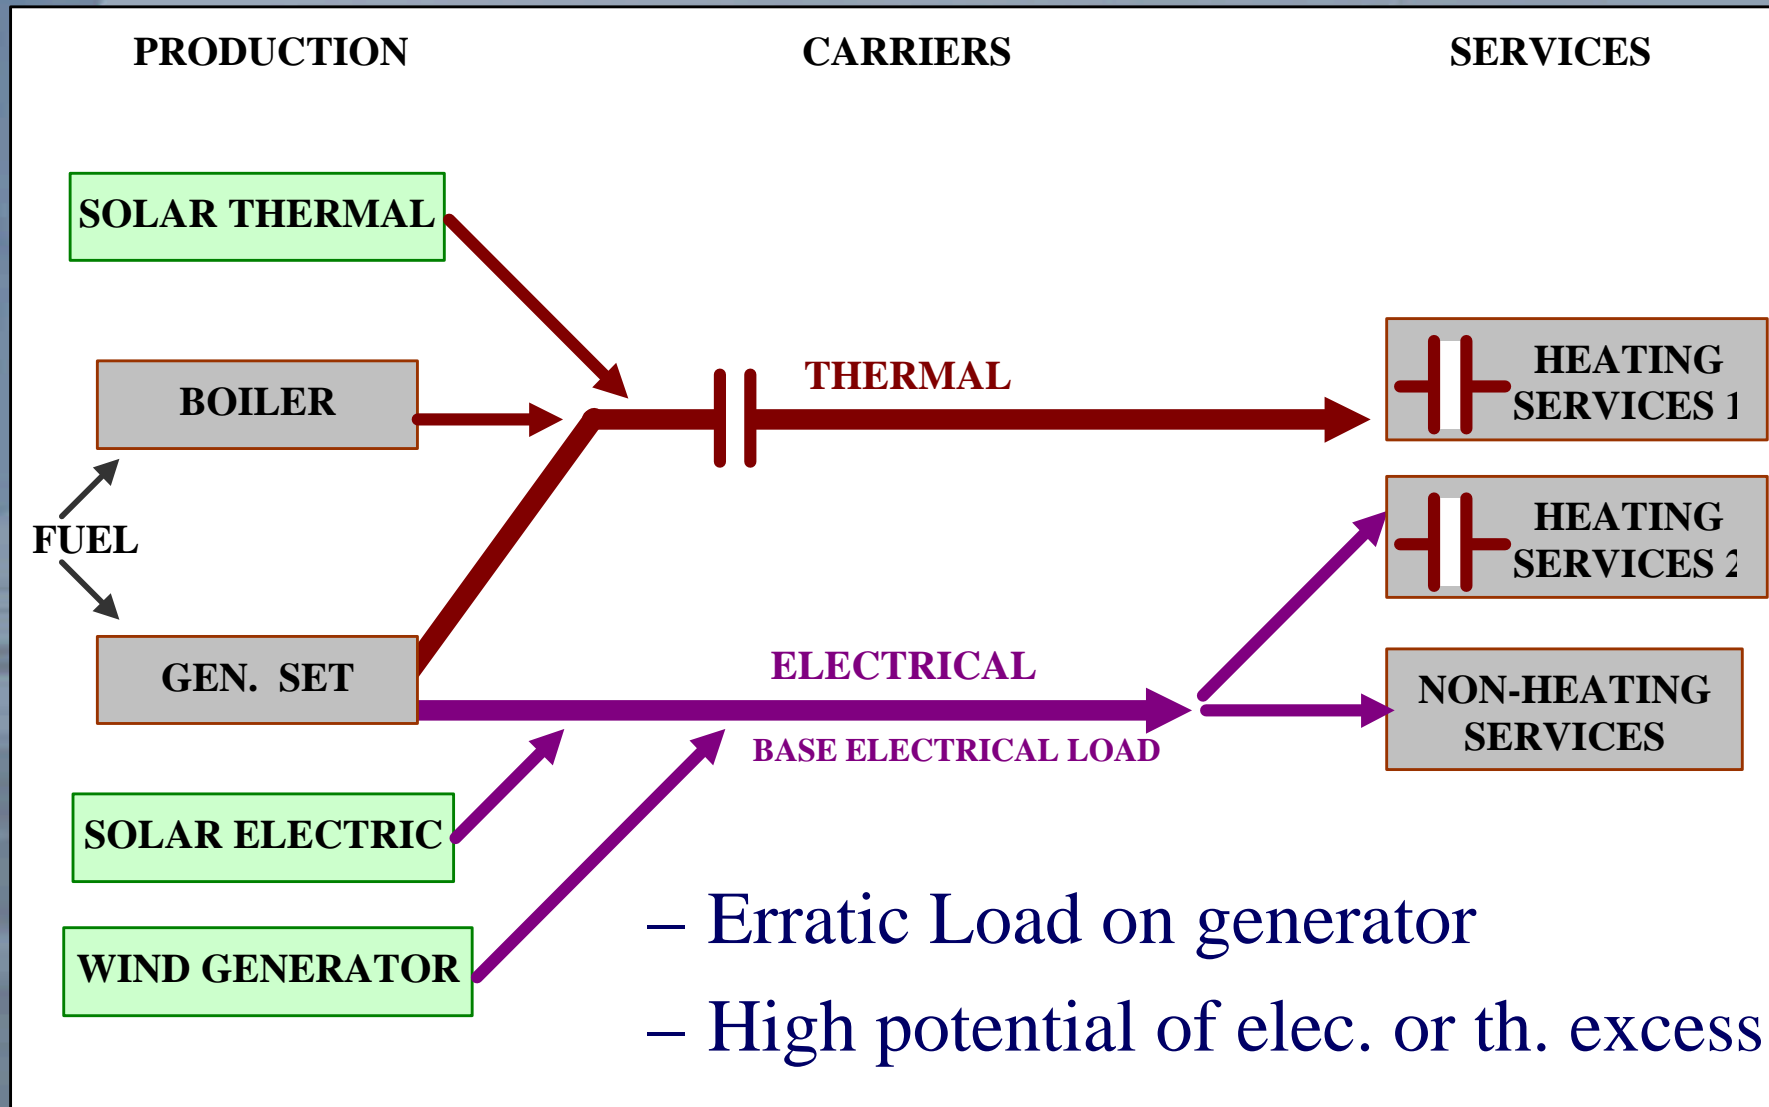 PRODUCTION
CARRIERS
SERVICES
SOLAR THERMAL
BOILER
THERMAL
HEATING
SERVICES 1
FUEL
HEATING
SERVICES 2
GEN. SET
ELECTRICAL
BASE ELECTRICAL LOAD
NON-HEATING
SERVICES
SOLAR ELECTRIC
WIND GENERATOR
– Erratic Load on generator
– High potential of elec. or th. excess